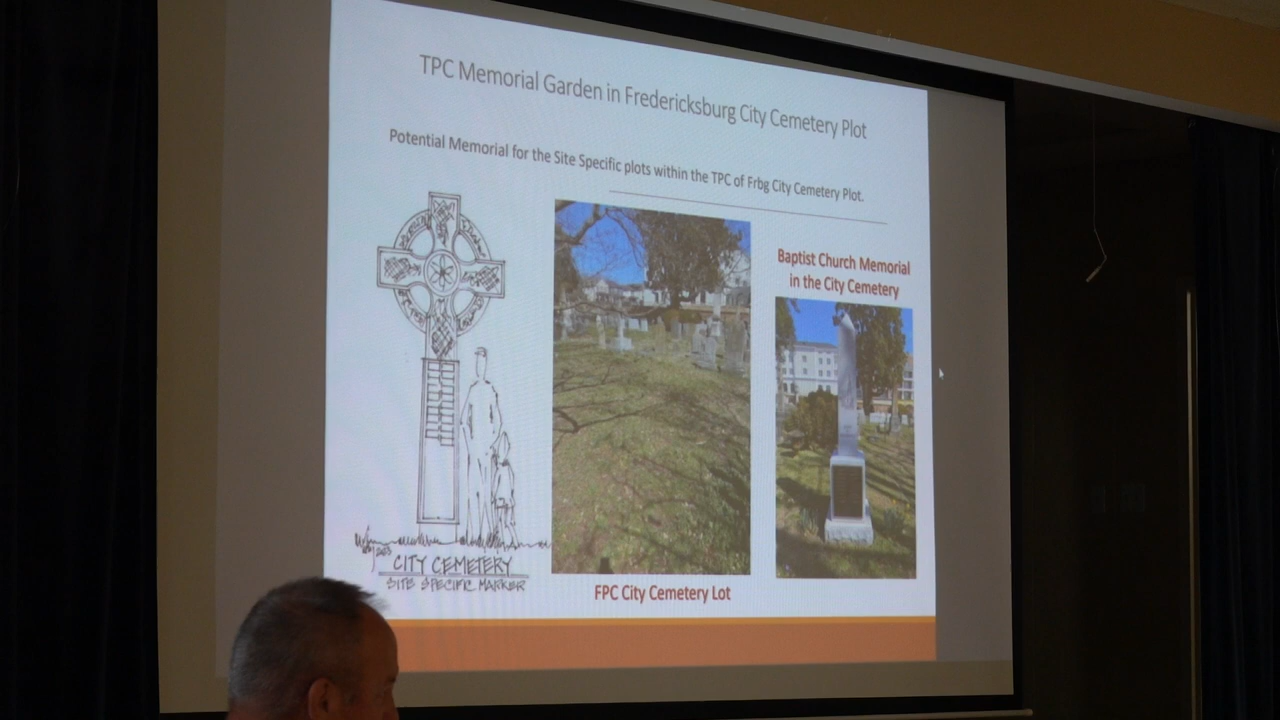 TPC Memorial Garden in Fredericksburg City Cemetery Plot
Potential Memorial for the Site Specific plots within the TPC of Frbg City Cemetery Plot.
Baptist Church Memorial
in the City Cemetery
CITY CEMETERY
SITE SPECIFIC MARKER
FPC City Cemetery Lot